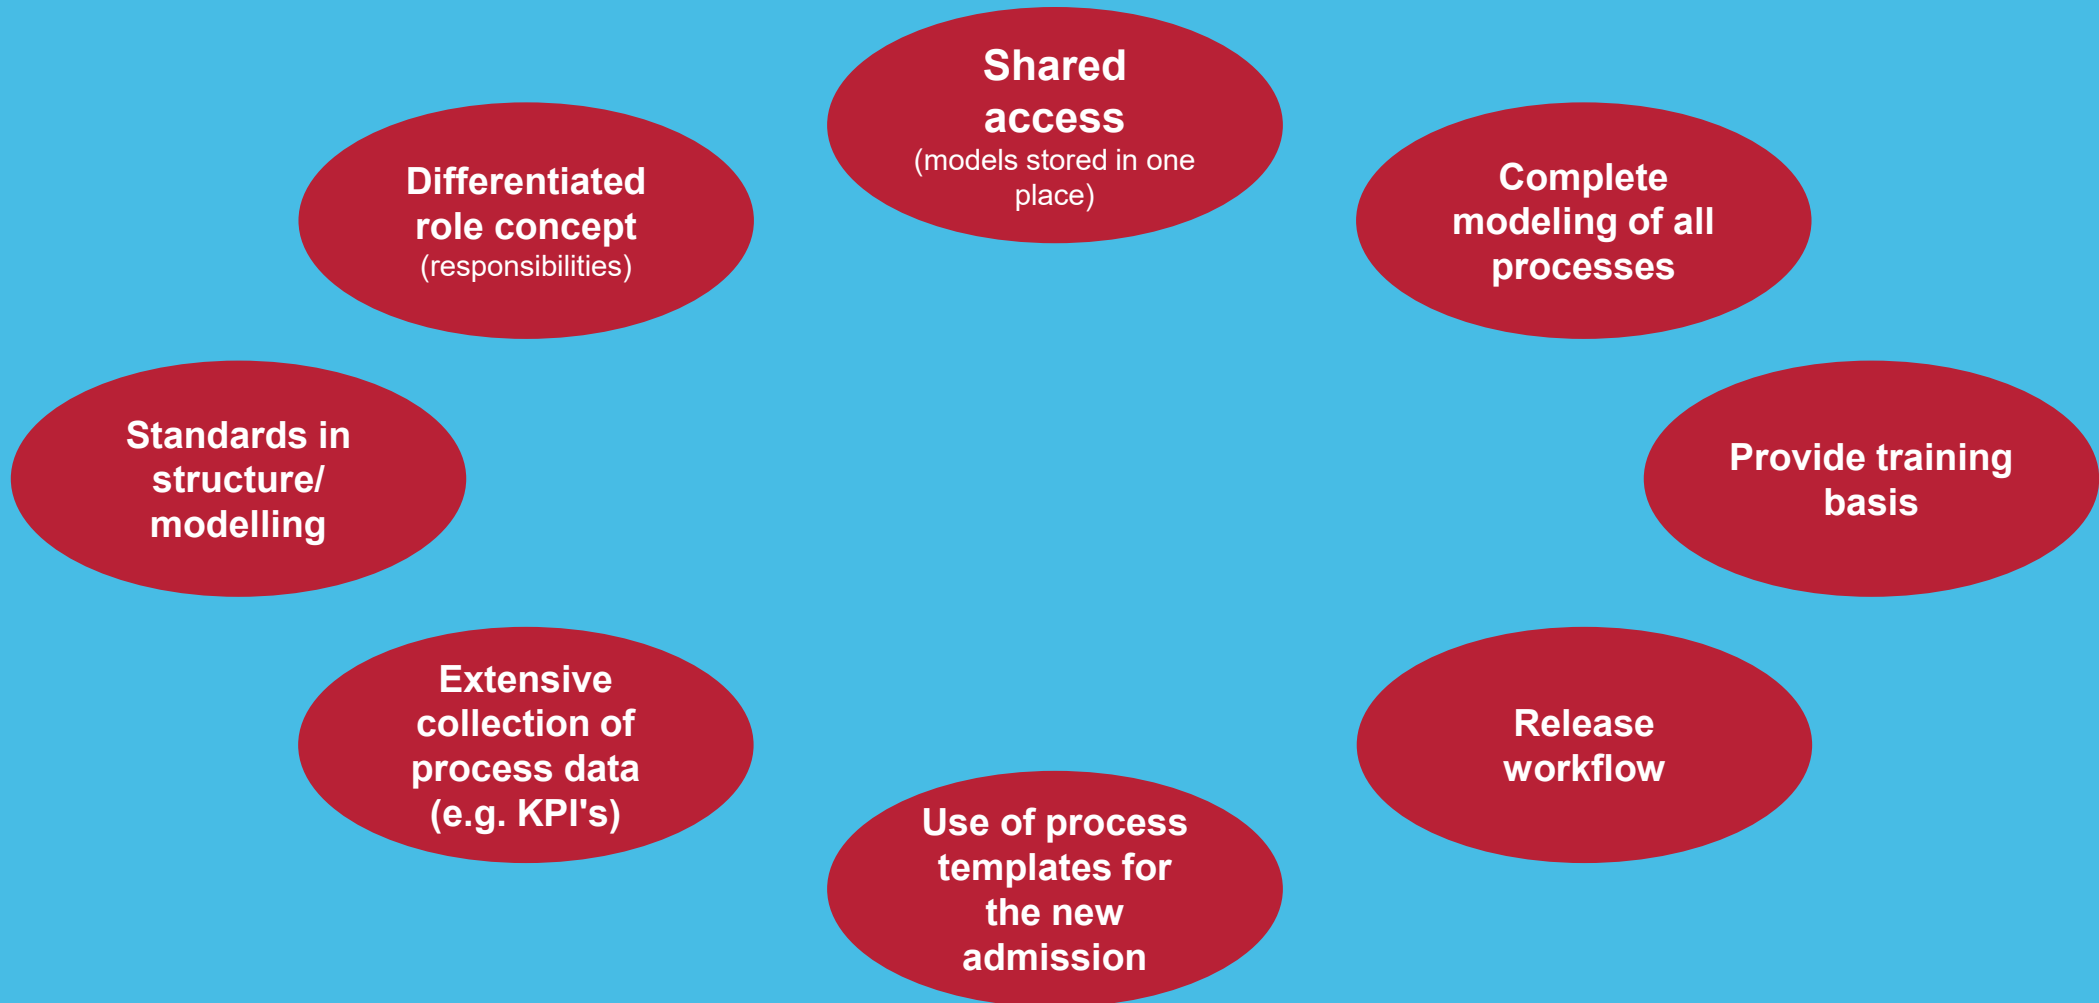 Shared
access
(models stored in one
place)
Differentiated
role concept
(responsibilities)
Complete
modeling of all
processes
Standards in
structure/
modelling
Provide training
basis
Extensive
collection of
process data
(e.g. KPI's)
Release
workflow
Use of process
templates for
the new
admission